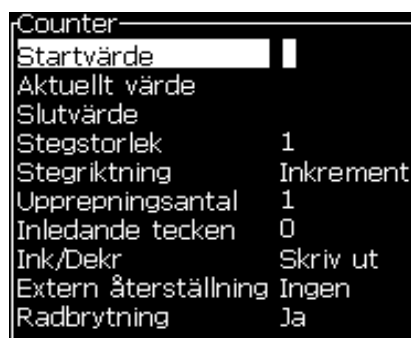 Counter
Startvärde
Aktuellt värde
Slutvärde
Stegstorlek 1
Stegriktning Inkrement
Upprepningsantal 1
Inledande tecken 0
Ink/Dekr Skriv ut
Extern återställning Ingen
Radbrytning Ja